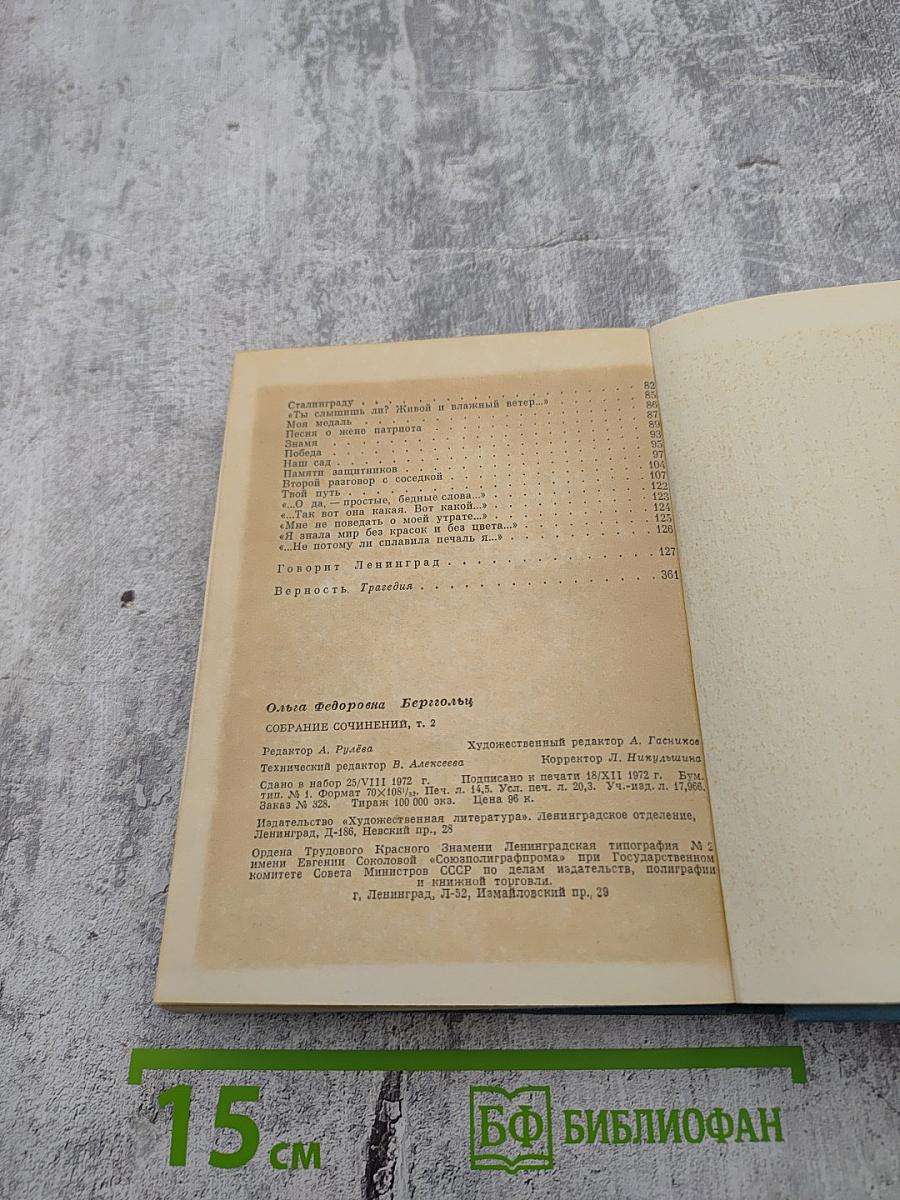 Сталинграду . . . . . . . . . . . . . . . . . . 82
«Ты слышишь ли? Живой и влажный ветер...» . . . . . 85
Моя медаль . . . . . . . . . . . . . . . . . . 86
Песня о жене патриота . . . . . . . . . . . . . 87
Знамя . . . . . . . . . . . . . . . . . . . . 89
Победа . . . . . . . . . . . . . . . . . . . . 93
Наш сад . . . . . . . . . . . . . . . . . . . 95
Памяти защитников . . . . . . . . . . . . . . . 97
Второй разговор с соседкой . . . . . . . . . . . 104
Твой путь . . . . . . . . . . . . . . . . . . 107
«...О да, — простые, бедные слова...» . . . . . . . 122
«...Так вот она какая. Вот какой...» . . . . . . . 123
«Мне не поведать о моей утрате...» . . . . . . . . 124
«Я знала мир без красок и без цвета...» . . . . . . 125
«...Не потому ли сплавила печаль я...» . . . . . . 126
Говорит Ленинград . . . . . . . . . . . . . . 127
Верность. Трагедия . . . . . . . . . . . . . . 361
Ольга Федоровна Берггольц
СОБРАНИЕ СОЧИНЕНИЙ, т. 2
Редактор А. Рулёва Художественный редактор А. Гасников
Технический редактор В. Алексеева Корректор Л. Никульшина
Сдано в набор 25/VIII 1972 г. Подписано к печати 18/XII 1972 г. Бум.
тип. № 1. Формат 70×108¹/₃₂. Печ. л. 14,5. Усл. печ. л. 20,3. Уч.-изд. л. 17,966.
Заказ № 328. Тираж 100 000 экз. Цена 96 к.
Издательство «Художественная литература». Ленинградское отделение,
Ленинград, Д-186, Невский пр., 28
Ордена Трудового Красного Знамени Ленинградская типография № 2
имени Евгении Соколовой «Союзполиграфпрома» при Государственном
комитете Совета Министров СССР по делам издательств, полиграфии
и книжной торговли.
г, Ленинград, Л-52, Измайловский пр., 29
15 см
БФ БИБЛИОФАН